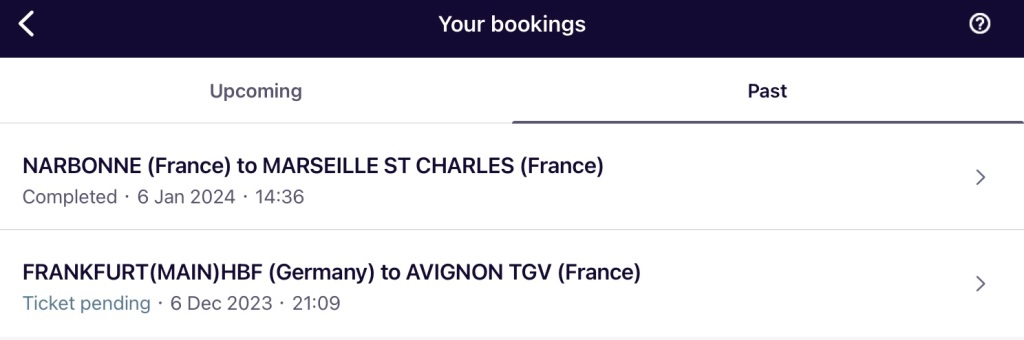 Your bookings
?
Upcoming
Past
NARBONNE (France) to MARSEILLE ST CHARLES (France)
Completed · 6 Jan 2024 · 14:36
FRANKFURT(MAIN)HBF (Germany) to AVIGNON TGV (France)
Ticket pending · 6 Dec 2023 · 21:09